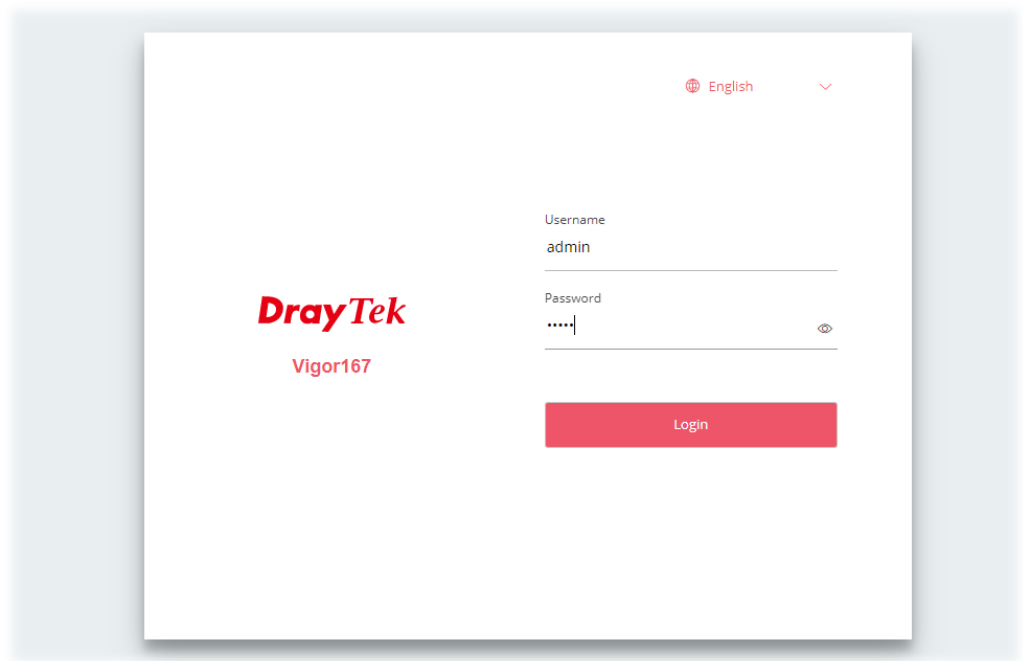 English
Username
admin
Password
•••••
DrayTek
Vigor167
Login